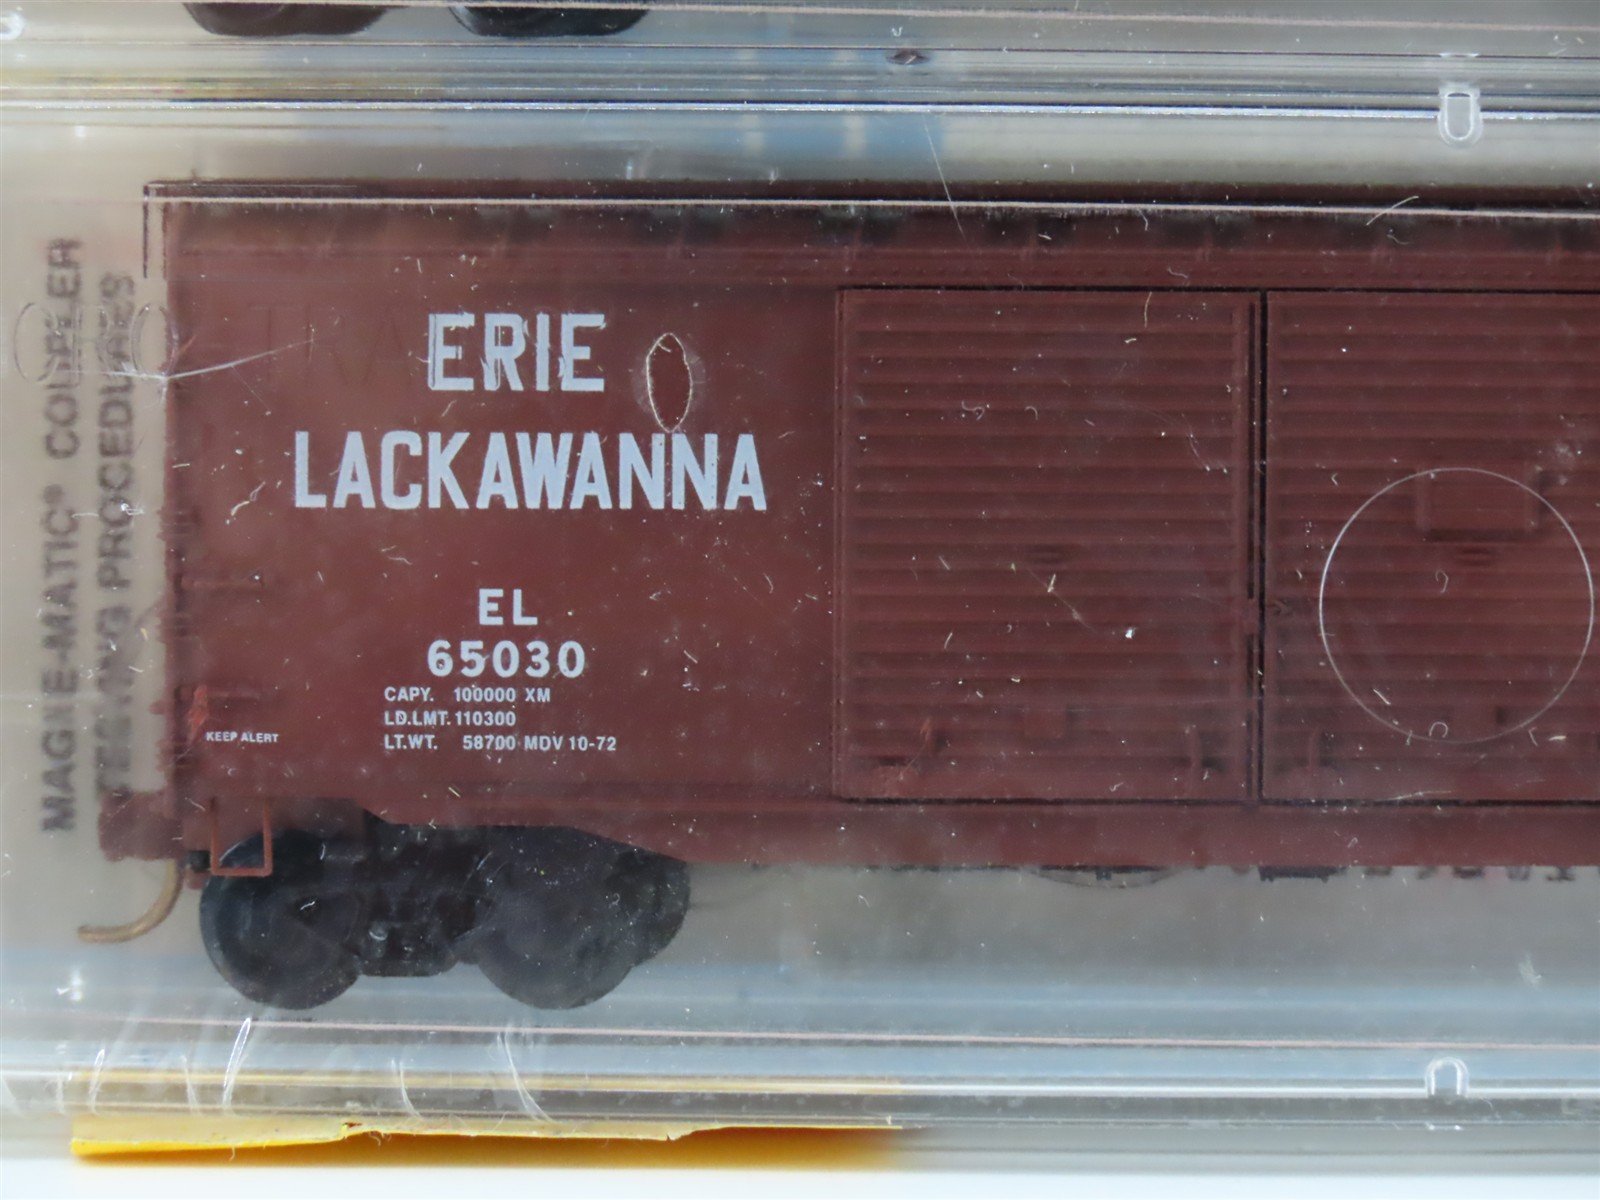 MAGNE-MATIC® COUPLER
TESTING PROCEDURES
ERIE
LACKAWANNA
EL
65030
CAPY. 100000 XM
LD.LMT. 110300
LT.WT. 58700 MDV 10-72
KEEP ALERT